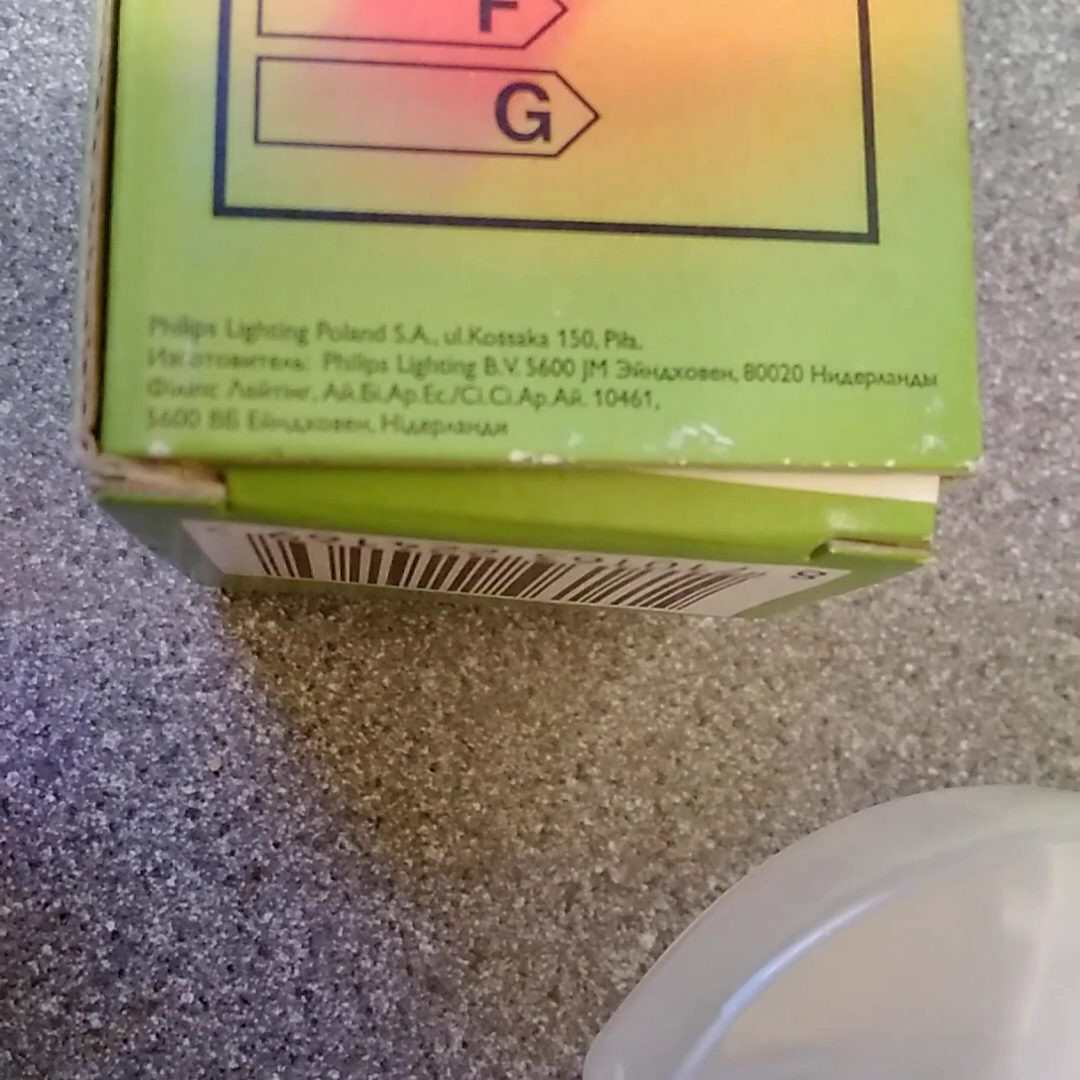 F
G
Philips Lighting Poland S.A., ul.Kossaka 150, Piła.
Изготовитель: Philips Lighting B.V. 5600 JM Эйндховен, 80020 Нидерланды
Філіпс Лайтинг, Ай.Бі.Ар.Ес./Сі.Сі.Ар.Ай. 10461,
5600 ВБ Ейндховен, Нідерланди